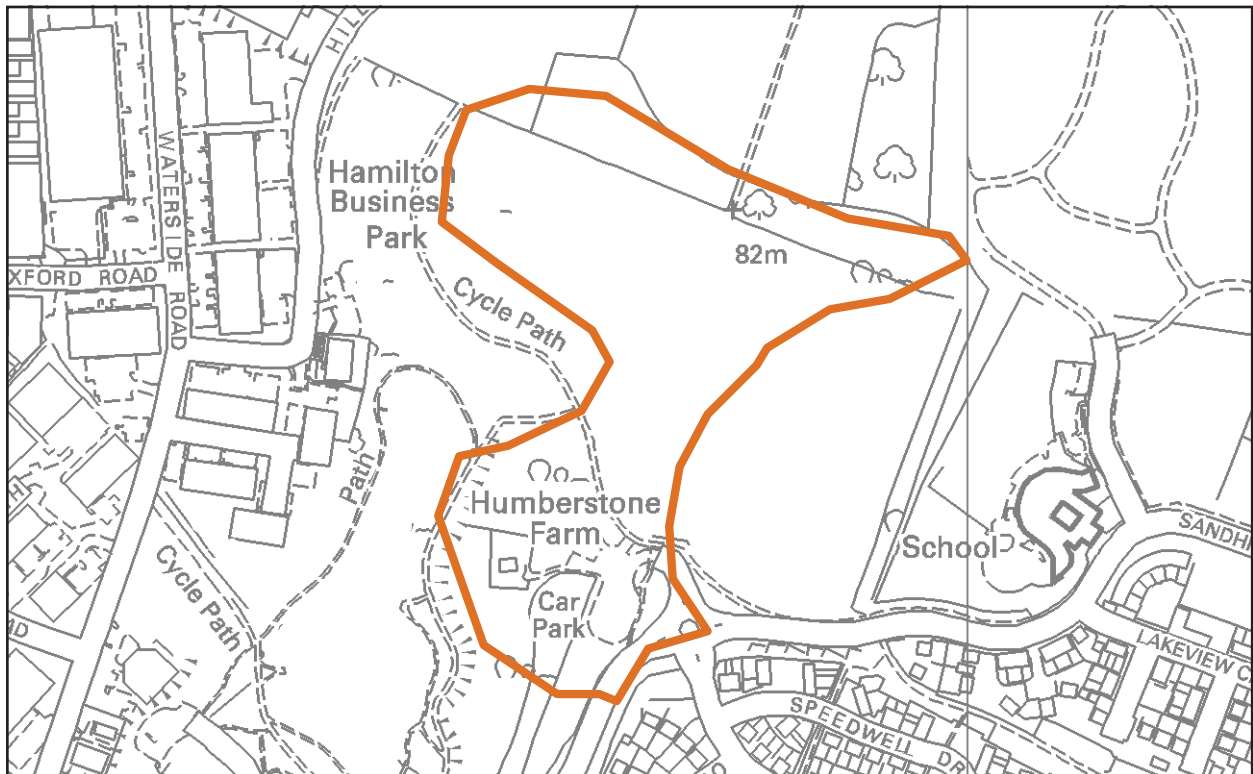 HILL
WATERSIDE ROAD
Hamilton
Business
Park
82m
XFORD ROAD
Cycle Path
Path
Humberstone
Farm
School
SANDH
Cycle Path
Car
Park
LAKEVIEW C
SPEEDWELL DR